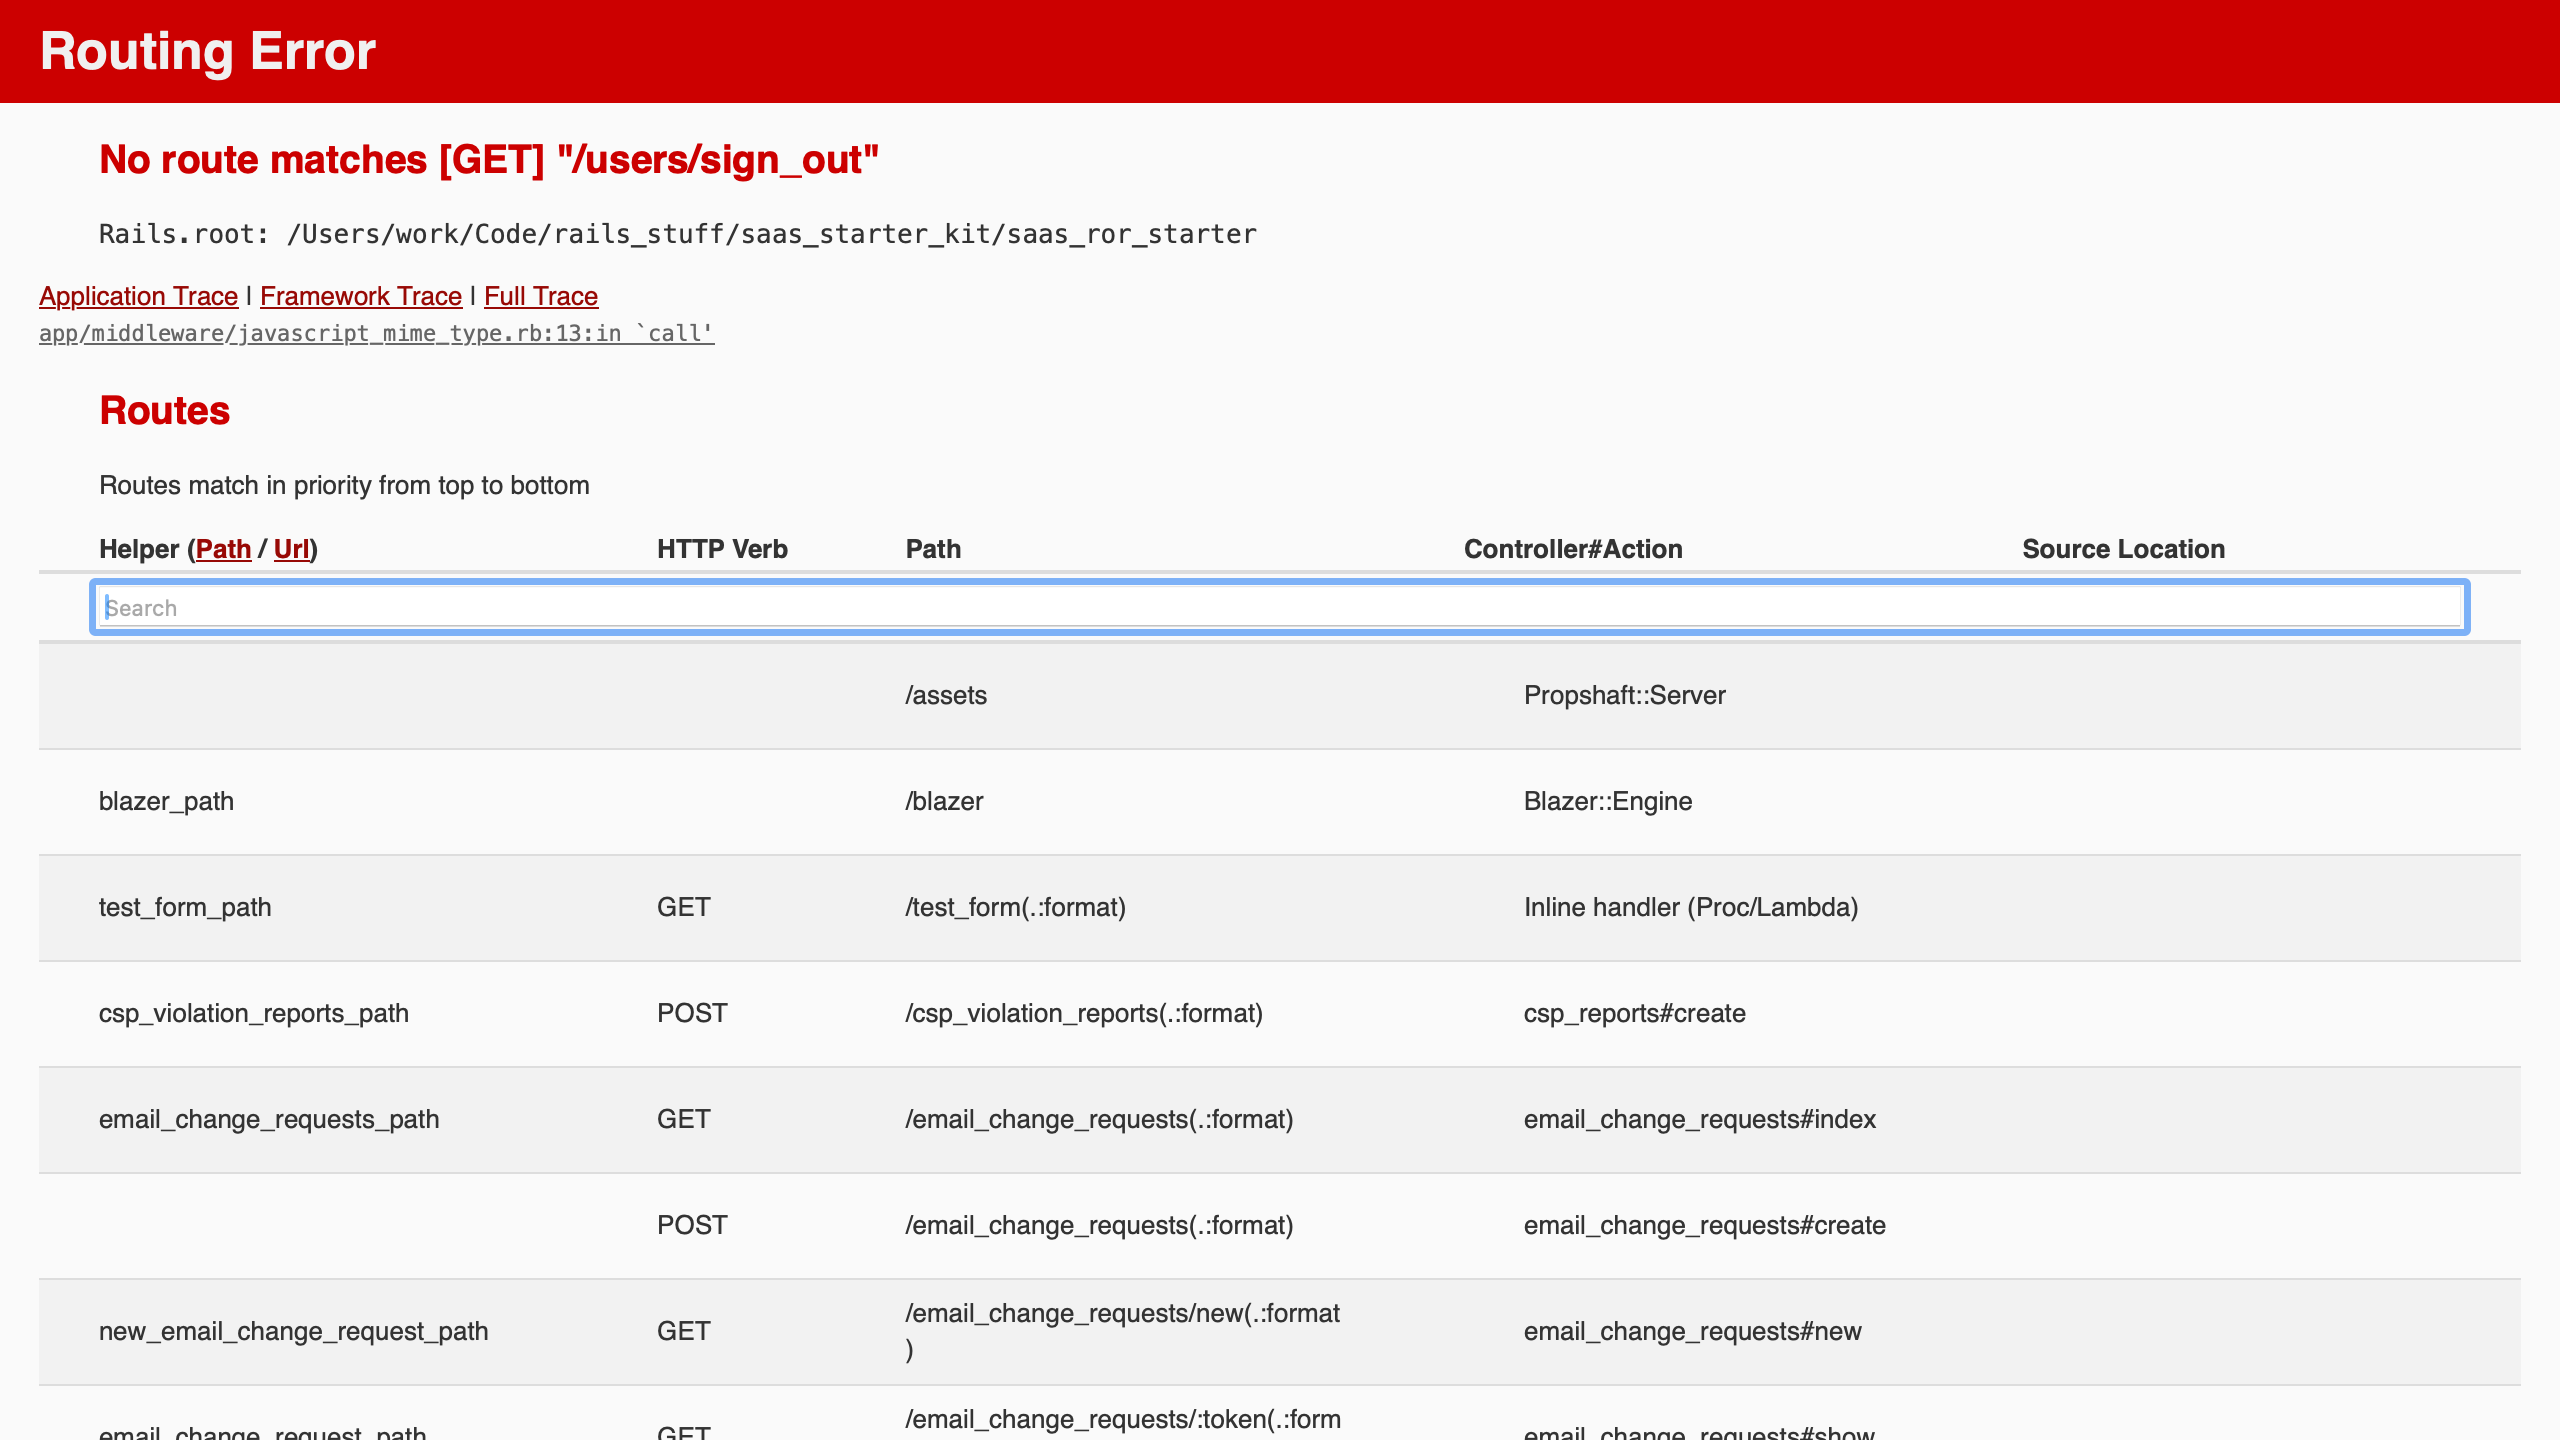 Routing Error
No route matches [GET] "/users/sign_out"
Rails.root: /Users/work/Code/rails_stuff/saas_starter_kit/saas_ror_starter
Application Trace | Framework Trace | Full Trace
app/middleware/javascript_mime_type.rb:13:in `call'
Routes
Routes match in priority from top to bottom
Helper (Path / Url) HTTP Verb Path Controller#Action Source Location
Search
/assets Propshaft::Server
blazer_path /blazer Blazer::Engine
test_form_path GET /test_form(.:format) Inline handler (Proc/Lambda)
csp_violation_reports_path POST /csp_violation_reports(.:format) csp_reports#create
email_change_requests_path GET /email_change_requests(.:format) email_change_requests#index
POST /email_change_requests(.:format) email_change_requests#create
new_email_change_request_path GET /email_change_requests/new(.:format
) email_change_requests#new
email_change_request_path GET /email_change_requests/:token(.:form email_change_requests#show